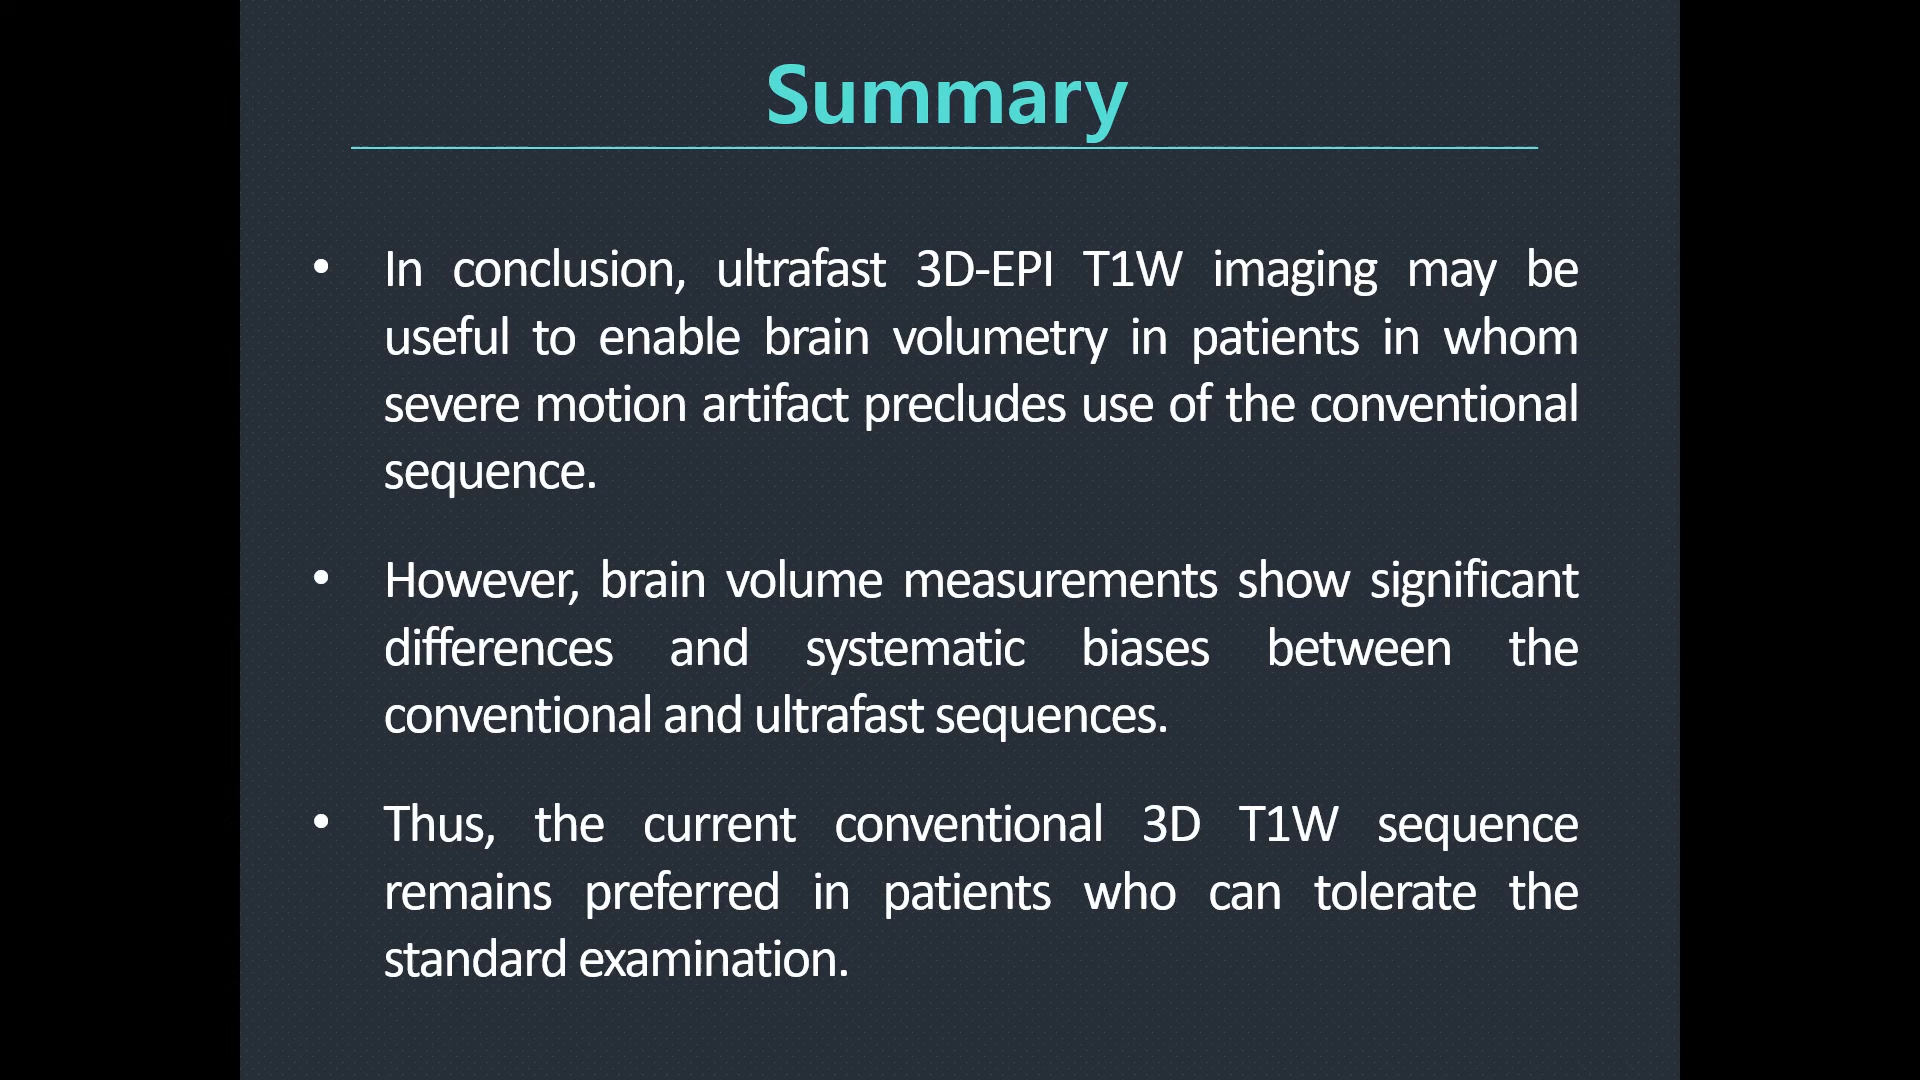 Summary
• In conclusion, ultrafast 3D-EPI T1W imaging may be
useful to enable brain volumetry in patients in whom
severe motion artifact precludes use of the conventional
sequence.
• However, brain volume measurements show significant
differences and systematic biases between the
conventional and ultrafast sequences.
• Thus, the current conventional 3D T1W sequence
remains preferred in patients who can tolerate the
standard examination.